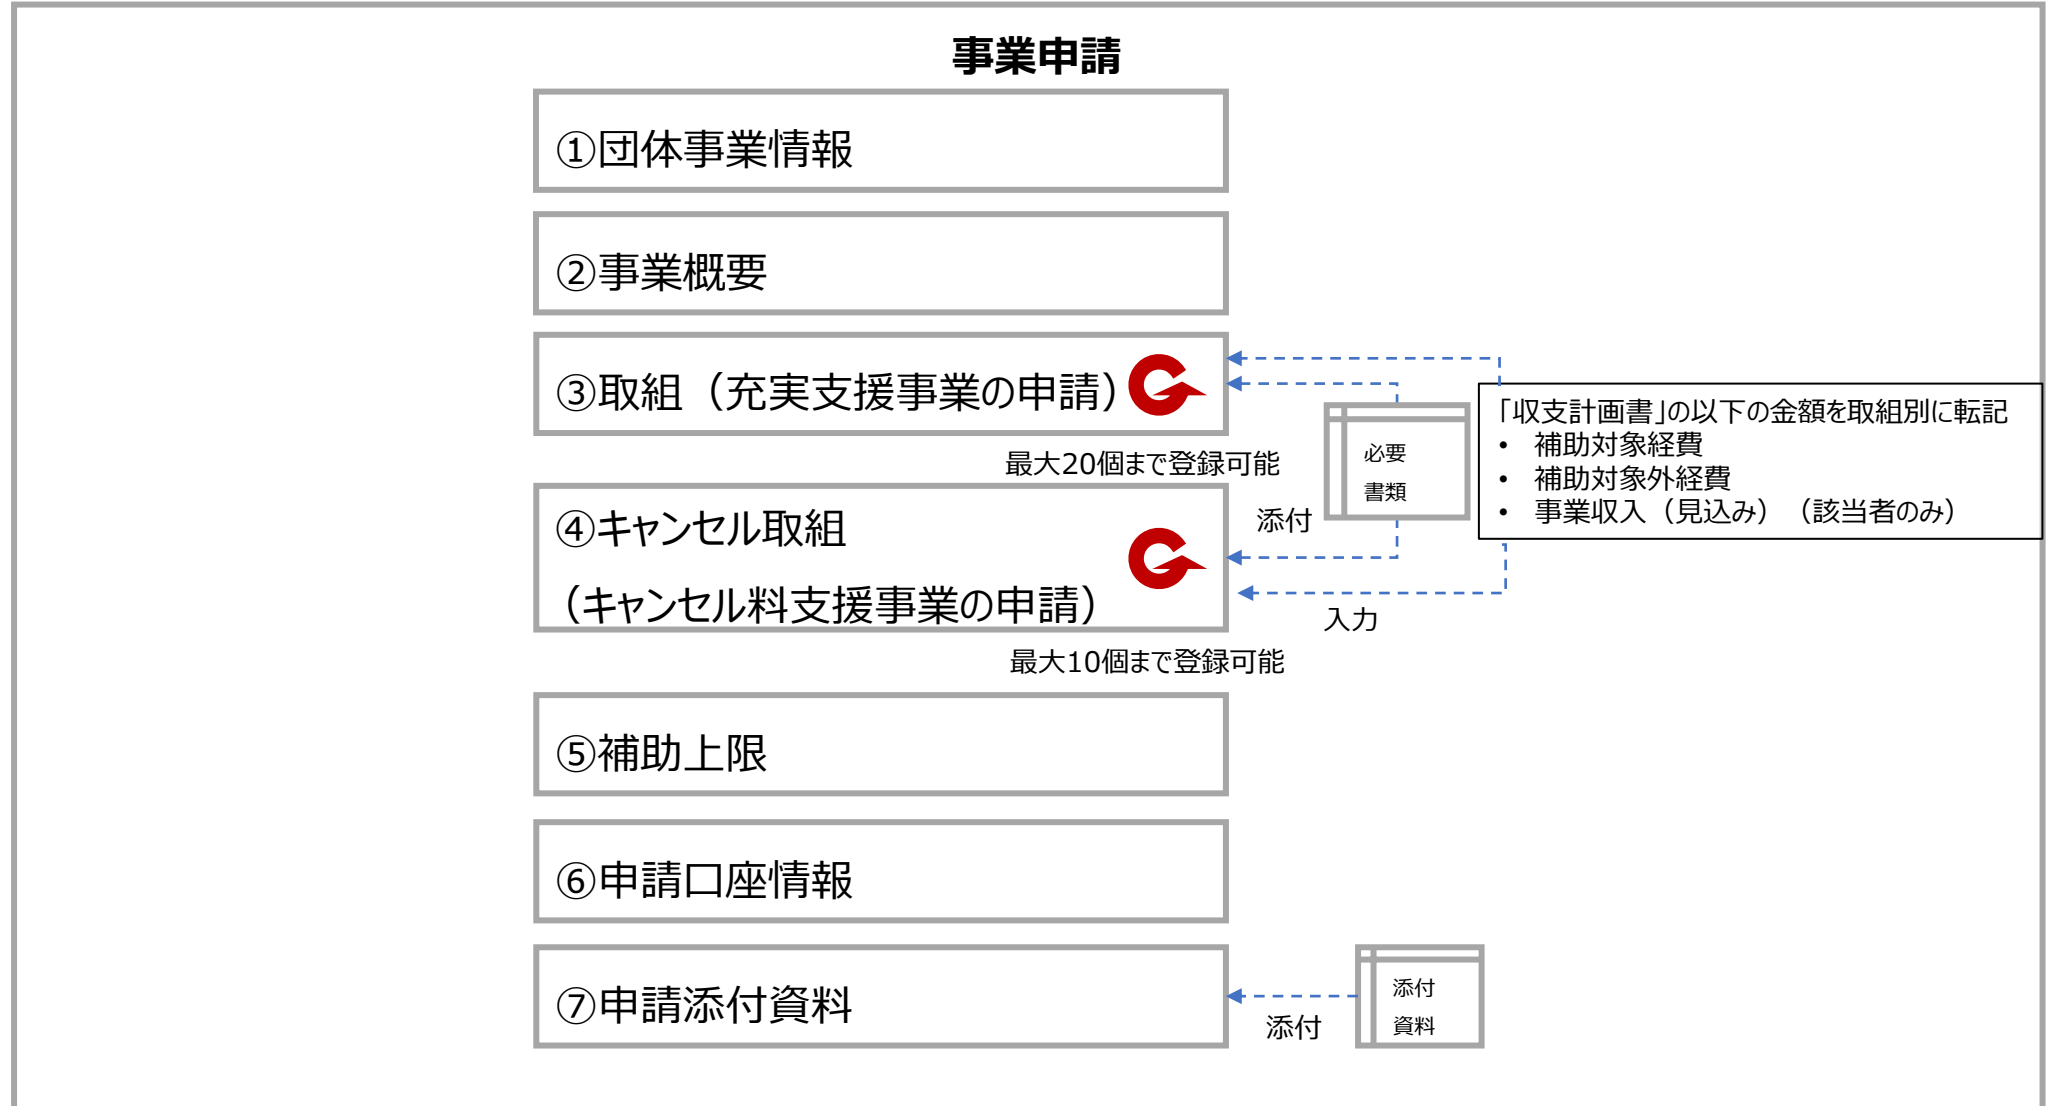 事業申請
①団体事業情報
②事業概要
③取組（充実支援事業の申請）
最大20個まで登録可能
④キャンセル取組
（キャンセル料支援事業の申請）
最大10個まで登録可能
必要
書類
添付
「収支計画書」の以下の金額を取組別に転記
• 補助対象経費
• 補助対象外経費
• 事業収入（見込み）（該当者のみ）
入力
⑤補助上限
⑥申請口座情報
⑦申請添付資料
添付
添付
資料